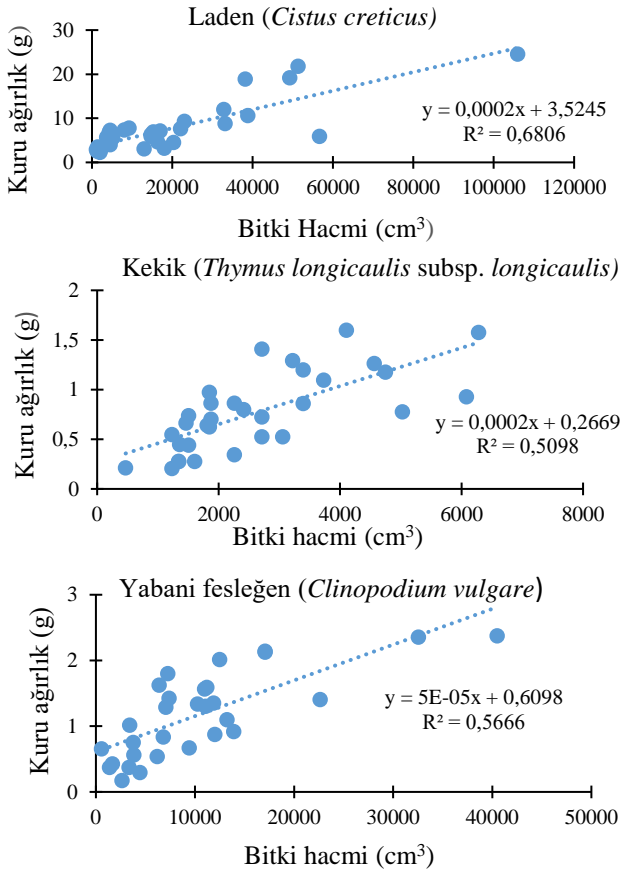 Laden (Cistus creticus)
Kuru ağırlık (g)
30
20
10
0
y = 0,0002x + 3,5245
R² = 0,6806
0 20000 40000 60000 80000 100000 120000
Bitki Hacmi (cm³)
Kekik (Thymus longicaulis subsp. longicaulis)
Kuru ağırlık (g)
2
1,5
1
0,5
0
y = 0,0002x + 0,2669
R² = 0,5098
0 2000 4000 6000 8000
Bitki hacmi (cm³)
Yabani fesleğen (Clinopodium vulgare)
Kuru ağırlık (g)
3
2
1
0
y = 5E-05x + 0,6098
R² = 0,5666
0 10000 20000 30000 40000 50000
Bitki hacmi (cm³)